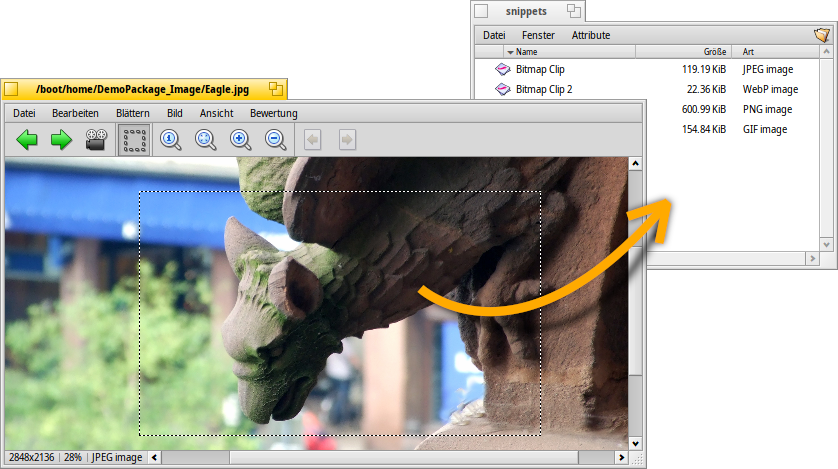 snippets
Datei Fenster Attribute
Name Größe Art
Bitmap Clip 119.19 KiB JPEG image
Bitmap Clip 2 22.36 KiB WebP image
600.99 KiB PNG image
154.84 KiB GIF image
/boot/home/DemoPackage_Image/Eagle.jpg
Datei Bearbeiten Blättern Bild Ansicht Bewertung
2848x2136 28% JPEG image